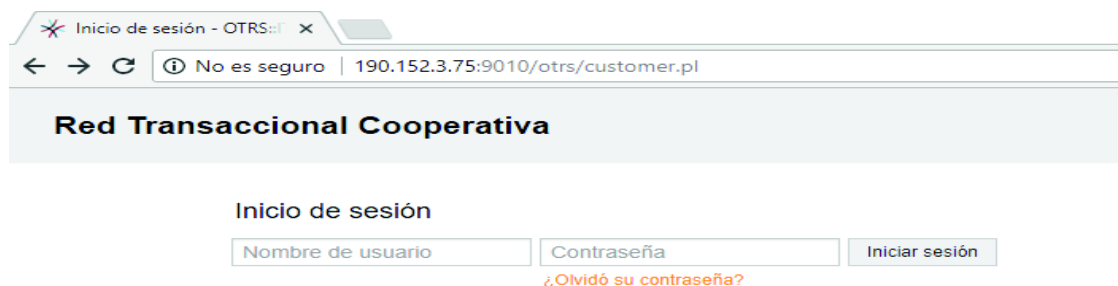 Inicio de sesión - OTRS::
No es seguro | 190.152.3.75:9010/otrs/customer.pl
Red Transaccional Cooperativa
Inicio de sesión
Nombre de usuario Contraseña Iniciar sesión
¿Olvidó su contraseña?